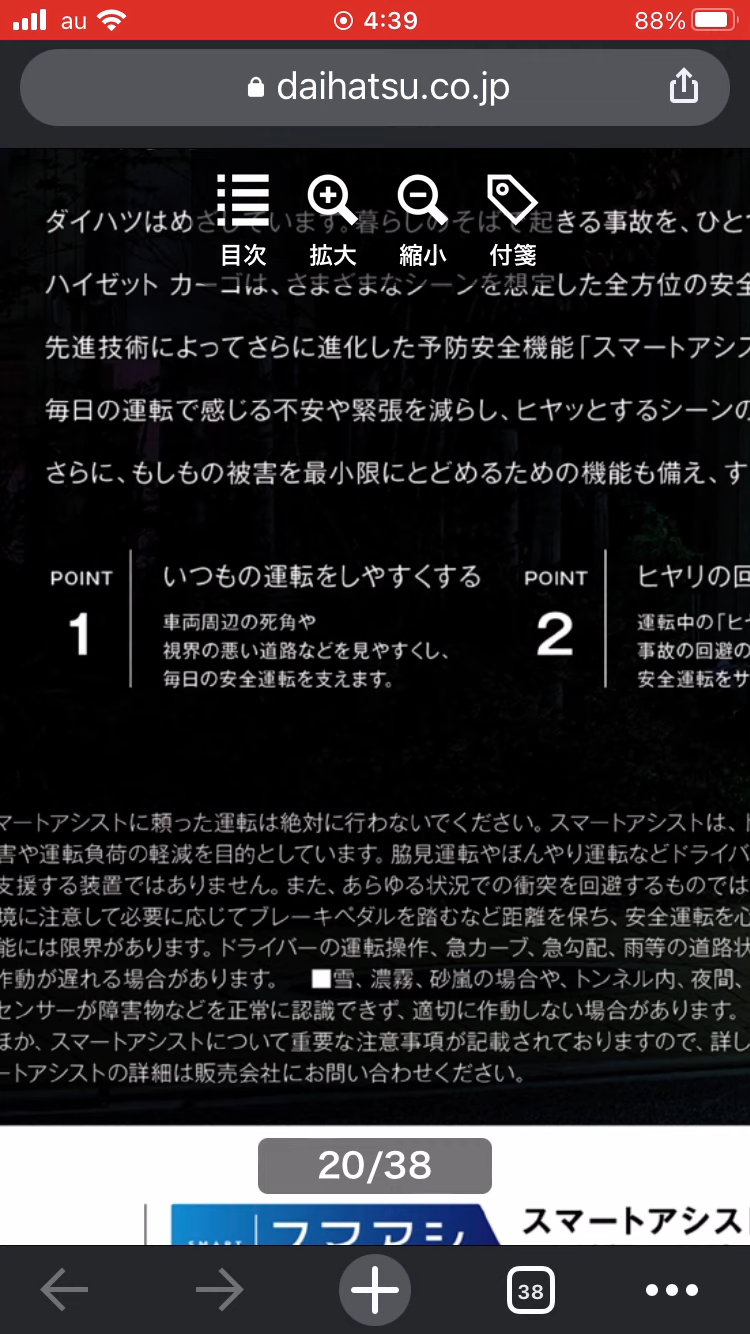 au
4:39
88%
daihatsu.co.jp
目次
拡大
縮小
付箋
ダイハツはめざしています。暮らしのそばで起きる事故を、ひと
ハイゼット カーゴは、さまざまなシーンを想定した全方位の安全
先進技術によってさらに進化した予防安全機能「スマートアシス
毎日の運転で感じる不安や緊張を減らし、ヒヤッとするシーンの
さらに、もしもの被害を最小限にとどめるための機能も備え、す
POINT
1
いつもの運転をしやすくする
車両周辺の死角や
視界の悪い道路などを見やすくし、
毎日の安全運転を支えます。
POINT
2
ヒヤリの回
運転中の「ヒヤ
事故の回避の
安全運転をサ
マートアシストに頼った運転は絶対に行わないでください。スマートアシストは、ド
害や運転負荷の軽減を目的としています。脇見運転やぼんやり運転などドライバ
支援する装置ではありません。また、あらゆる状況での衝突を回避するものでは
境に注意して必要に応じてブレーキペダルを踏むなど距離を保ち、安全運転を心
能には限界があります。ドライバーの運転操作、急カーブ、急勾配、雨等の道路状
作動が遅れる場合があります。 ■雪、濃霧、砂嵐の場合や、トンネル内、夜間、
センサーが障害物などを正常に認識できず、適切に作動しない場合があります。
ほか、スマートアシストについて重要な注意事項が記載されておりますので、詳し
ートアシストの詳細は販売会社にお問い合わせください。
20/38
SMART
スマアシ
スマートアシス
38